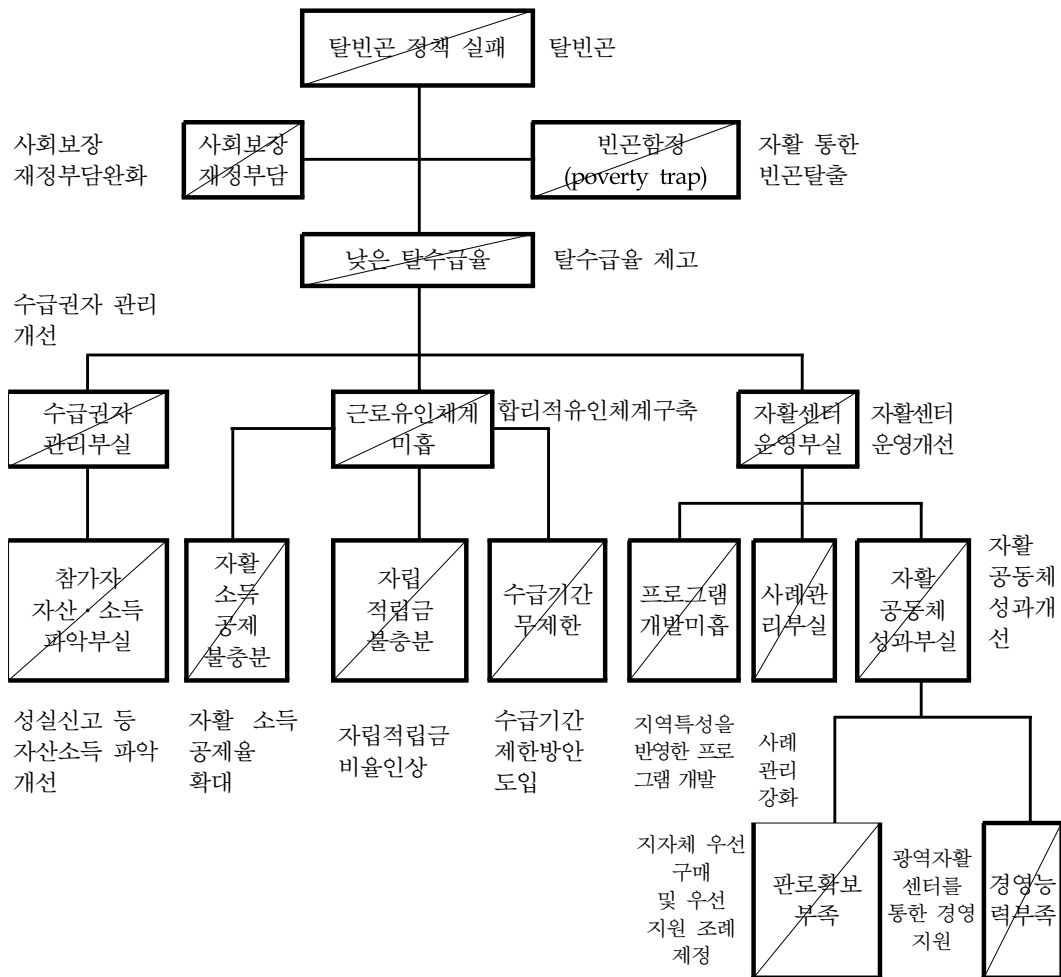 탈빈곤 정책 실패
탈빈곤
사회보장
재정부담완화
사회보장
재정부담
빈곤함정
(poverty trap)
자활 통한
빈곤탈출
낮은 탈수급율
탈수급율 제고
수급권자 관리
개선
수급권자
관리부실
근로유인체계
미흡
합리적유인체계구축
자활센터
운영부실
자활센터
운영개선
참가자
자산·소득
파악부실
자활
소득
공제
불충분
자립
적립금
불충분
수급기간
무제한
프로그램
개발미흡
사례관
리부실
자활
공동체
성과부실
자활
공동체
성과개
선
성실신고 등
자산소득 파악
개선
자활 소득
공제율
확대
자립적립금
비율인상
수급기간
제한방안
도입
지역특성을
반영한 프로
그램 개발
사례
관리
강화
지자체 우선
구매
및 우선
지원 조례
제정
판로확보
부족
광역자활
센터를
통한 경영
지원
경영능
력부족